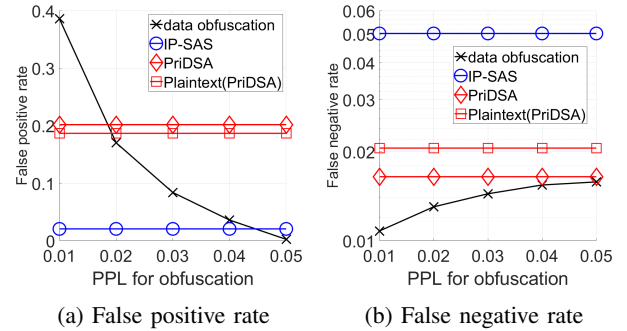 0.4
0.3
0.2
0.1
0
False positive rate
data obfuscation
IP-SAS
PriDSA
Plaintext(PriDSA)
0.01 0.02 0.03 0.04 0.05
PPL for obfuscation
(a) False positive rate
0.06
0.05
0.04
0.03
0.02
0.01
False negative rate
data obfuscation
IP-SAS
PriDSA
Plaintext(PriDSA)
0.01 0.02 0.03 0.04 0.05
PPL for obfuscation
(b) False negative rate